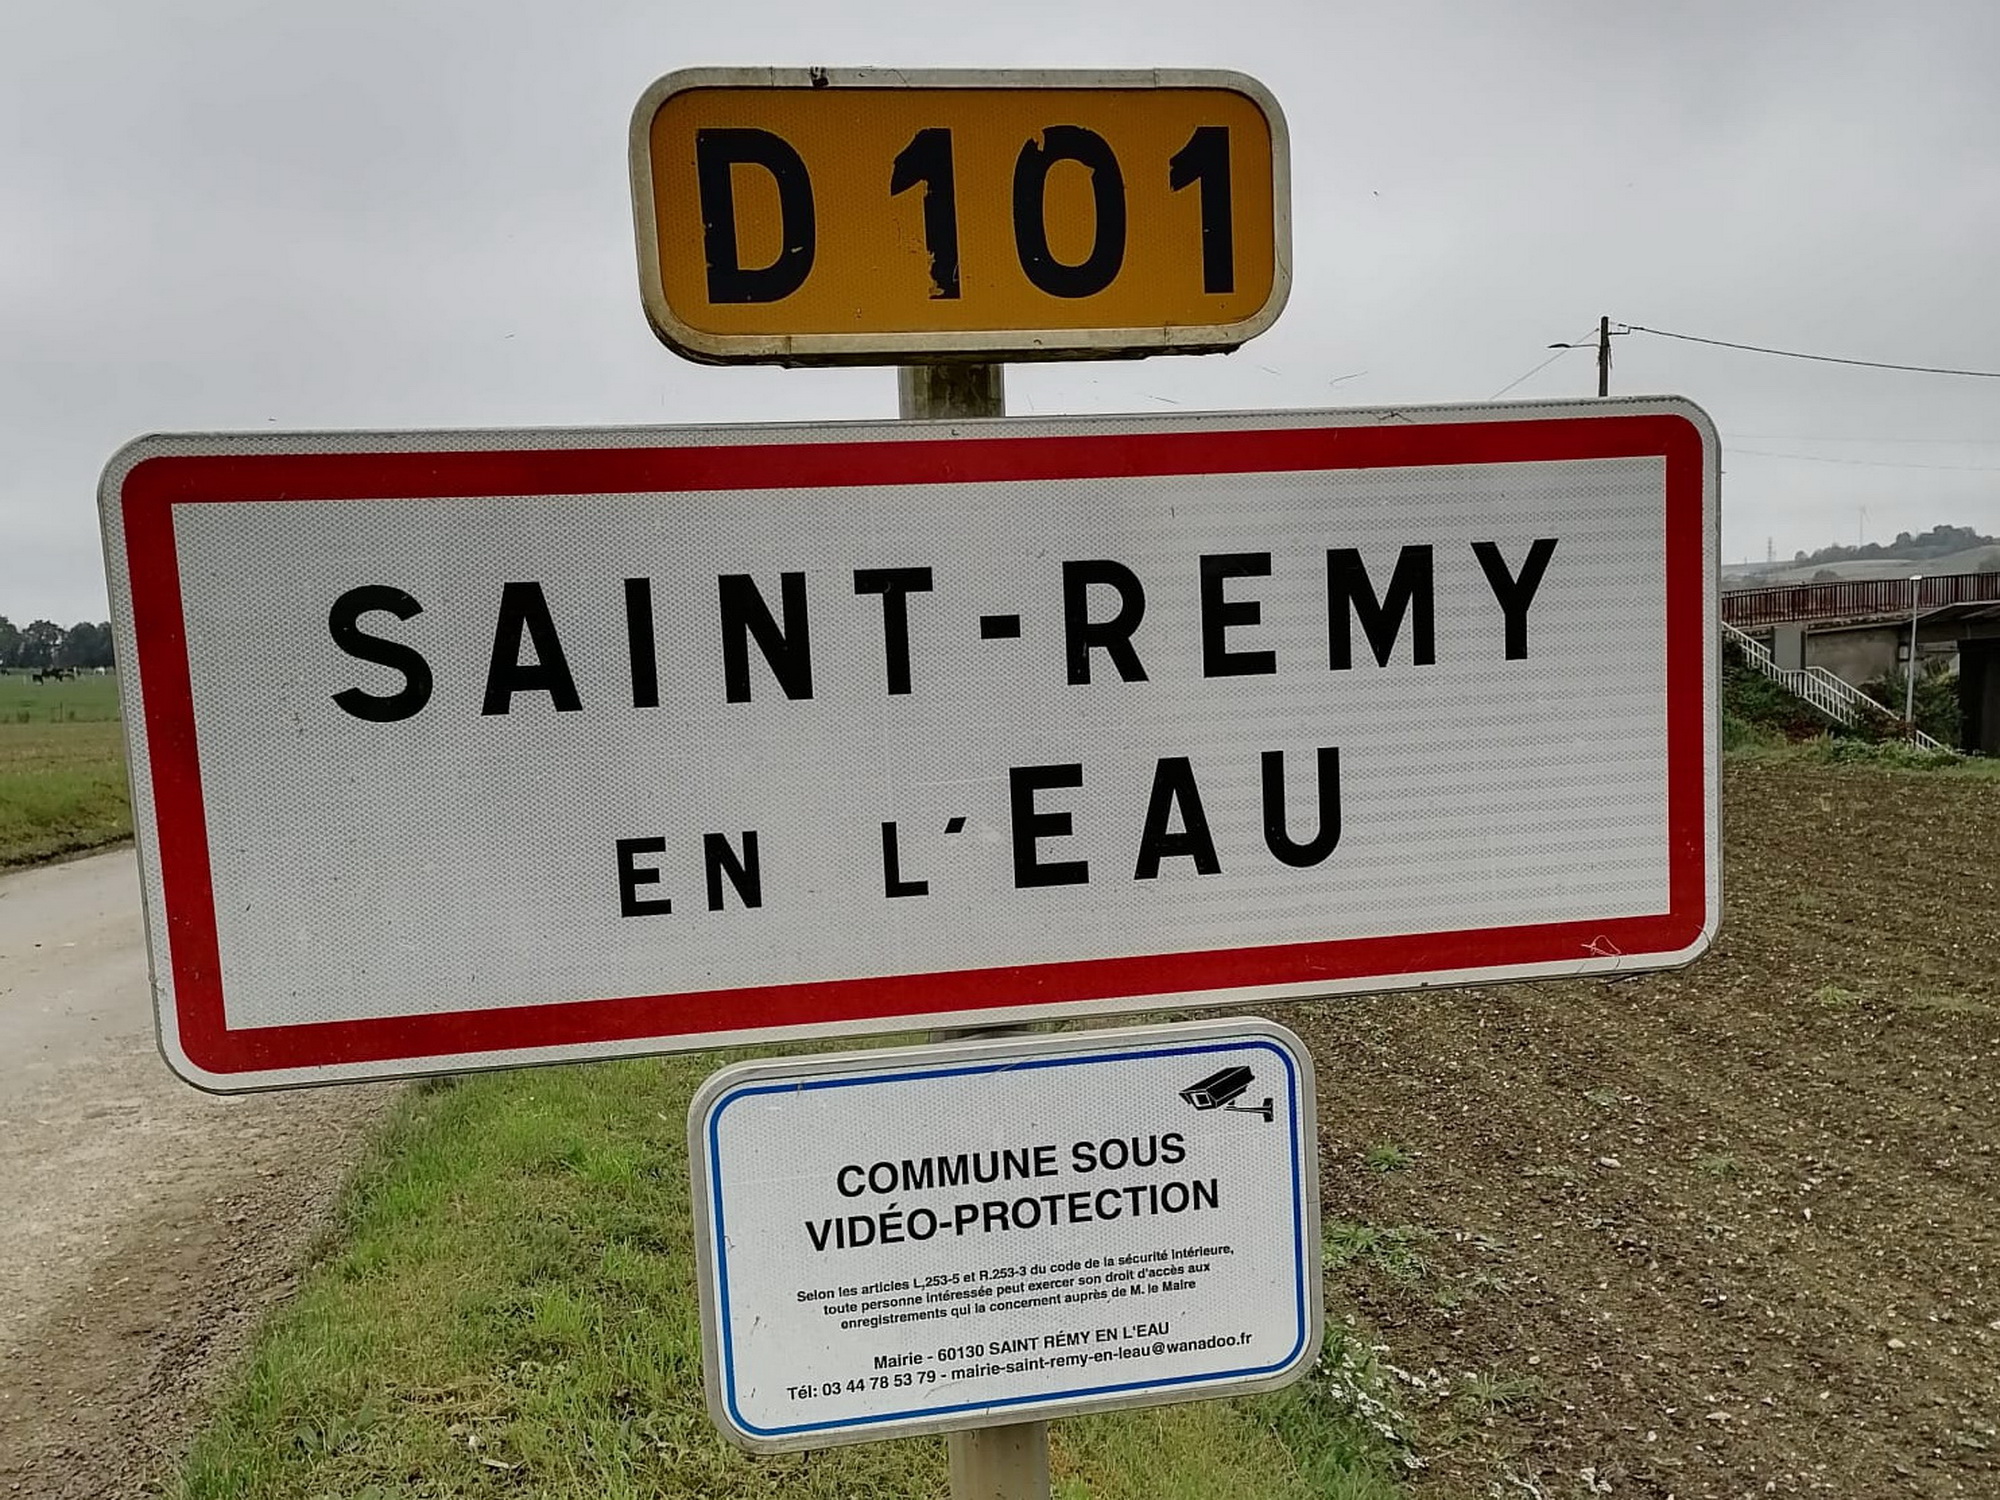 D 101
SAINT-REMY
EN L'EAU
COMMUNE SOUS
VIDÉO-PROTECTION
Selon les articles L,253-5 et R.253-3 du code de la sécurité intérieure,
toute personne intéressée peut exercer son droit d'accès aux
enregistrements qui la concernent auprès de M. le Maire
Mairie - 60130 SAINT RÉMY EN L'EAU
Tél: 03 44 78 53 79 - mairie-saint-remy-en-leau@wanadoo.fr